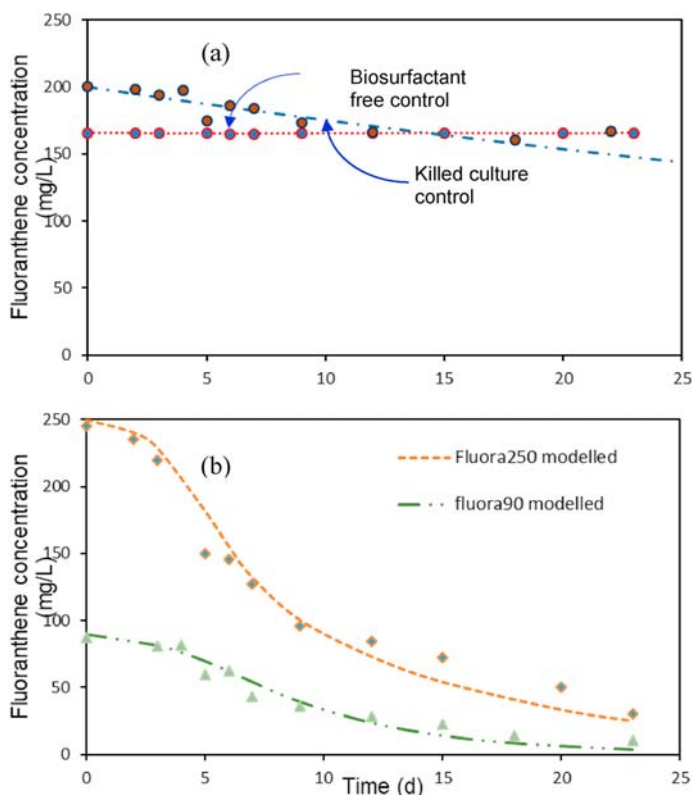 250
200
150
100
50
0
Fluoranthene concentration
(mg/L)
(a)
Biosurfactant
free control
Killed culture
control
0 5 10 15 20 25
250
200
150
100
50
0
Fluoranthene concentration
(mg/L)
(b)
Fluora250 modelled
fluora90 modelled
0 5 10 15 20 25
Time (d)